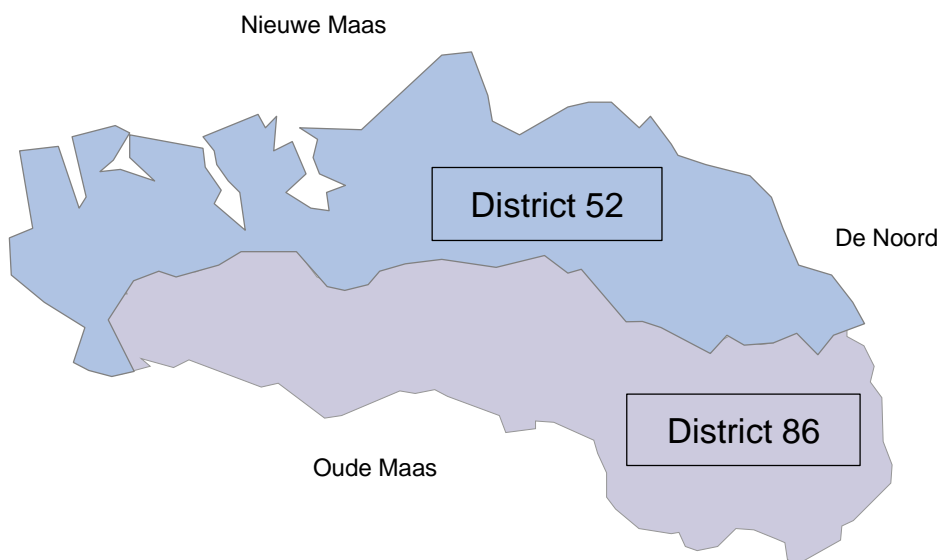 Nieuwe Maas
District 52
De Noord
District 86
Oude Maas